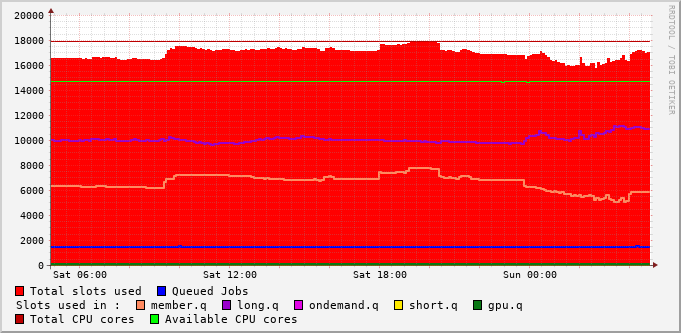 20000
18000
16000
14000
12000
10000
8000
6000
4000
2000
0
Sat 06:00 Sat 12:00 Sat 18:00 Sun 00:00
RRDTOOL / TOBI OETIKER
Total slots used Queued Jobs
Slots used in : member.q long.q ondemand.q short.q gpu.q
Total CPU cores Available CPU cores